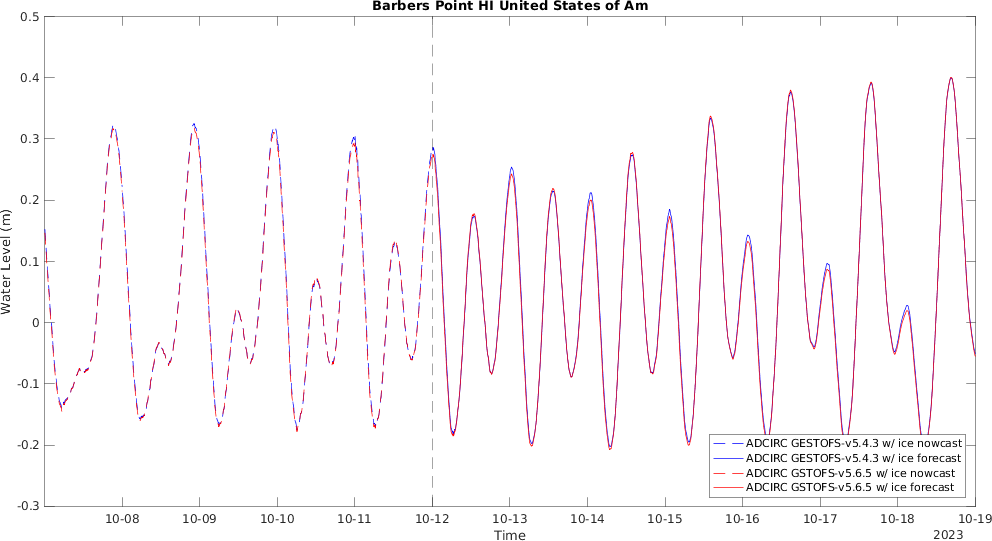 Barbers Point HI United States of Am
Water Level (m)
0.5
0.4
0.3
0.2
0.1
0
-0.1
-0.2
-0.3
ADCIRC GESTOFS-v5.4.3 w/ ice nowcast
ADCIRC GESTOFS-v5.4.3 w/ ice forecast
ADCIRC GSTOFS-v5.6.5 w/ ice nowcast
ADCIRC GSTOFS-v5.6.5 w/ ice forecast
10-08 10-09 10-10 10-11 10-12 10-13 10-14 10-15 10-16 10-17 10-18 10-19
Time
2023